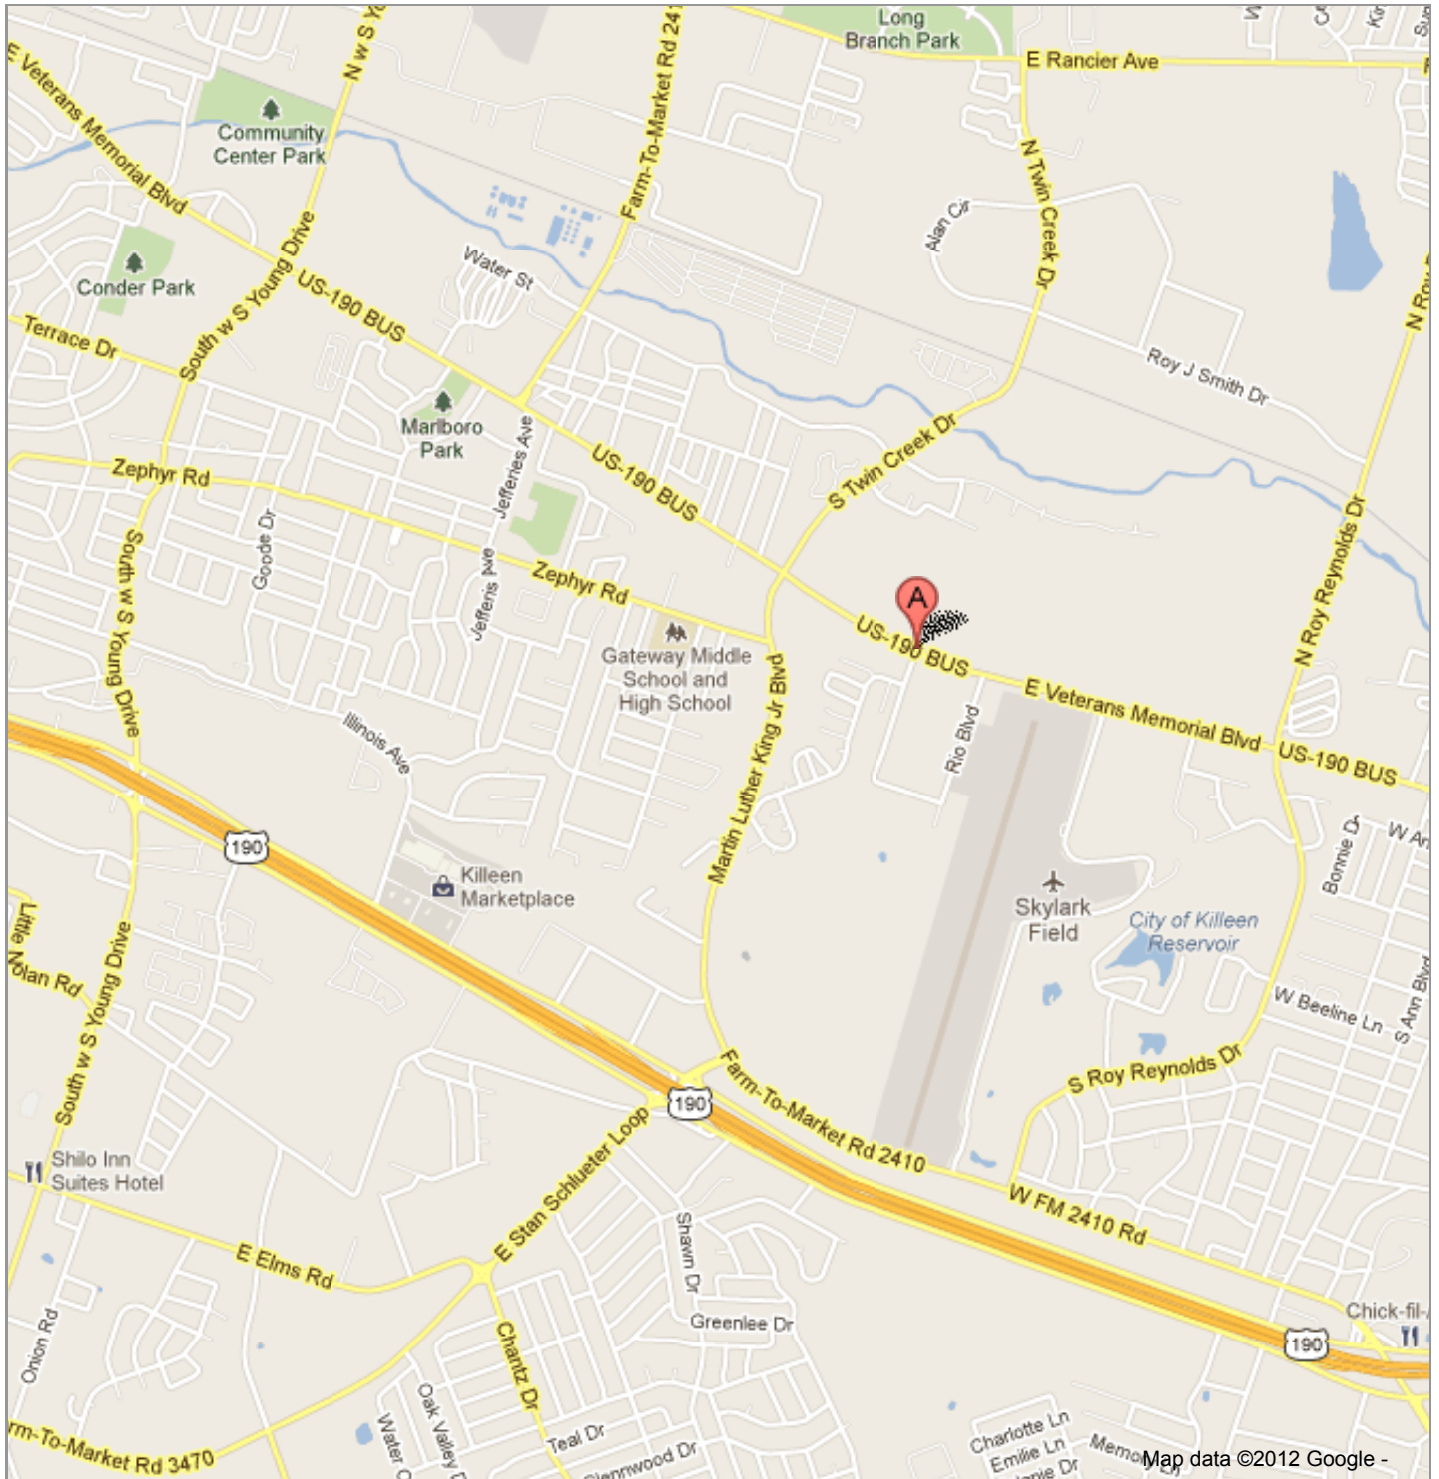 Long
Branch Park
E Rancier Ave
E Veterans Memorial Blvd
Community
Center Park
N Twin Creek Dr
Alan Cir
Conder Park
South w S Young Drive
Water St
US-190 BUS
Terrace Dr
Roy J Smith Dr
Marlboro
Park
Jefferies Ave
US-190 BUS
S Twin Creek Dr
Zephyr Rd
Goode Dr
N Roy Reynolds Dr
South w S Young Drive
Jefferis Ave
Zephyr Rd
A
US-190 BUS
Gateway Middle
School and
High School
Martin Luther King Jr Blvd
E Veterans Memorial Blvd
US-190 BUS
Rio Blvd
Illinois Ave
190
Killeen
Marketplace
Bonnie D
Skylark
Field
City of Killeen
Reservoir
Little N
olan Rd
South w S Young Drive
W Beeline Ln
S Ann Blvd
S Roy Reynolds Dr
190
Farm-To-Market Rd 2410
Shilo Inn
Suites Hotel
W FM 2410 Rd
E Stan Schlueter Loop
Shawn Dr
E Elms Rd
Onion Rd
Greenlee Dr
Chick-fil-
190
Chantz Dr
Oak Valley
Water
Teal Dr
Glennwood Dr
rm-To-Market Rd 3470
Charlotte Ln
Emilie Ln
Map data ©2012 Google -